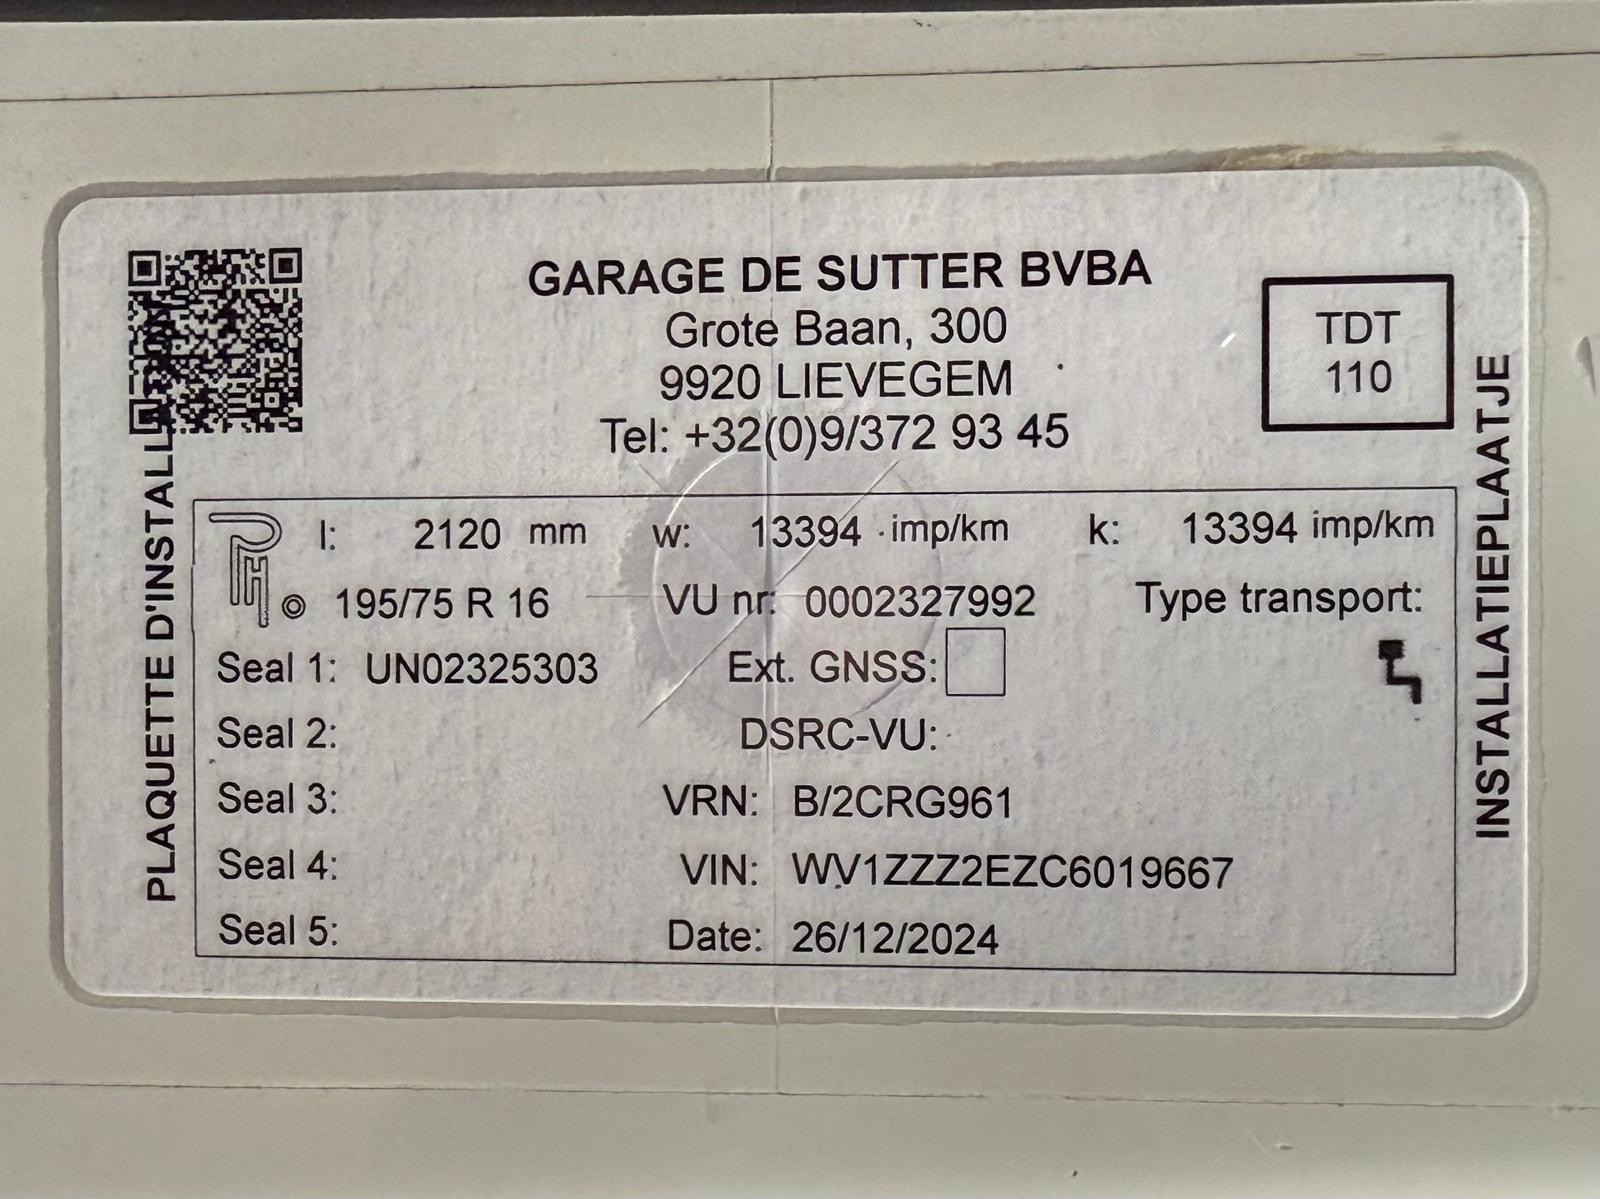 GARAGE DE SUTTER BVBA
Grote Baan, 300
9920 LIEVEGEM
Tel: +32(0)9/372 93 45
TDT
110
PLAQUETTE D'INSTALLATION
INSTALLATIEPLAATJE
l: 2120 mm w: 13394 imp/km k: 13394 imp/km
195/75 R 16 VU nr: 0002327992 Type transport:
Seal 1: UN02325303 Ext. GNSS:
Seal 2: DSRC-VU:
Seal 3: VRN: B/2CRG961
Seal 4: VIN: WV1ZZZ2EZC6019667
Seal 5: Date: 26/12/2024